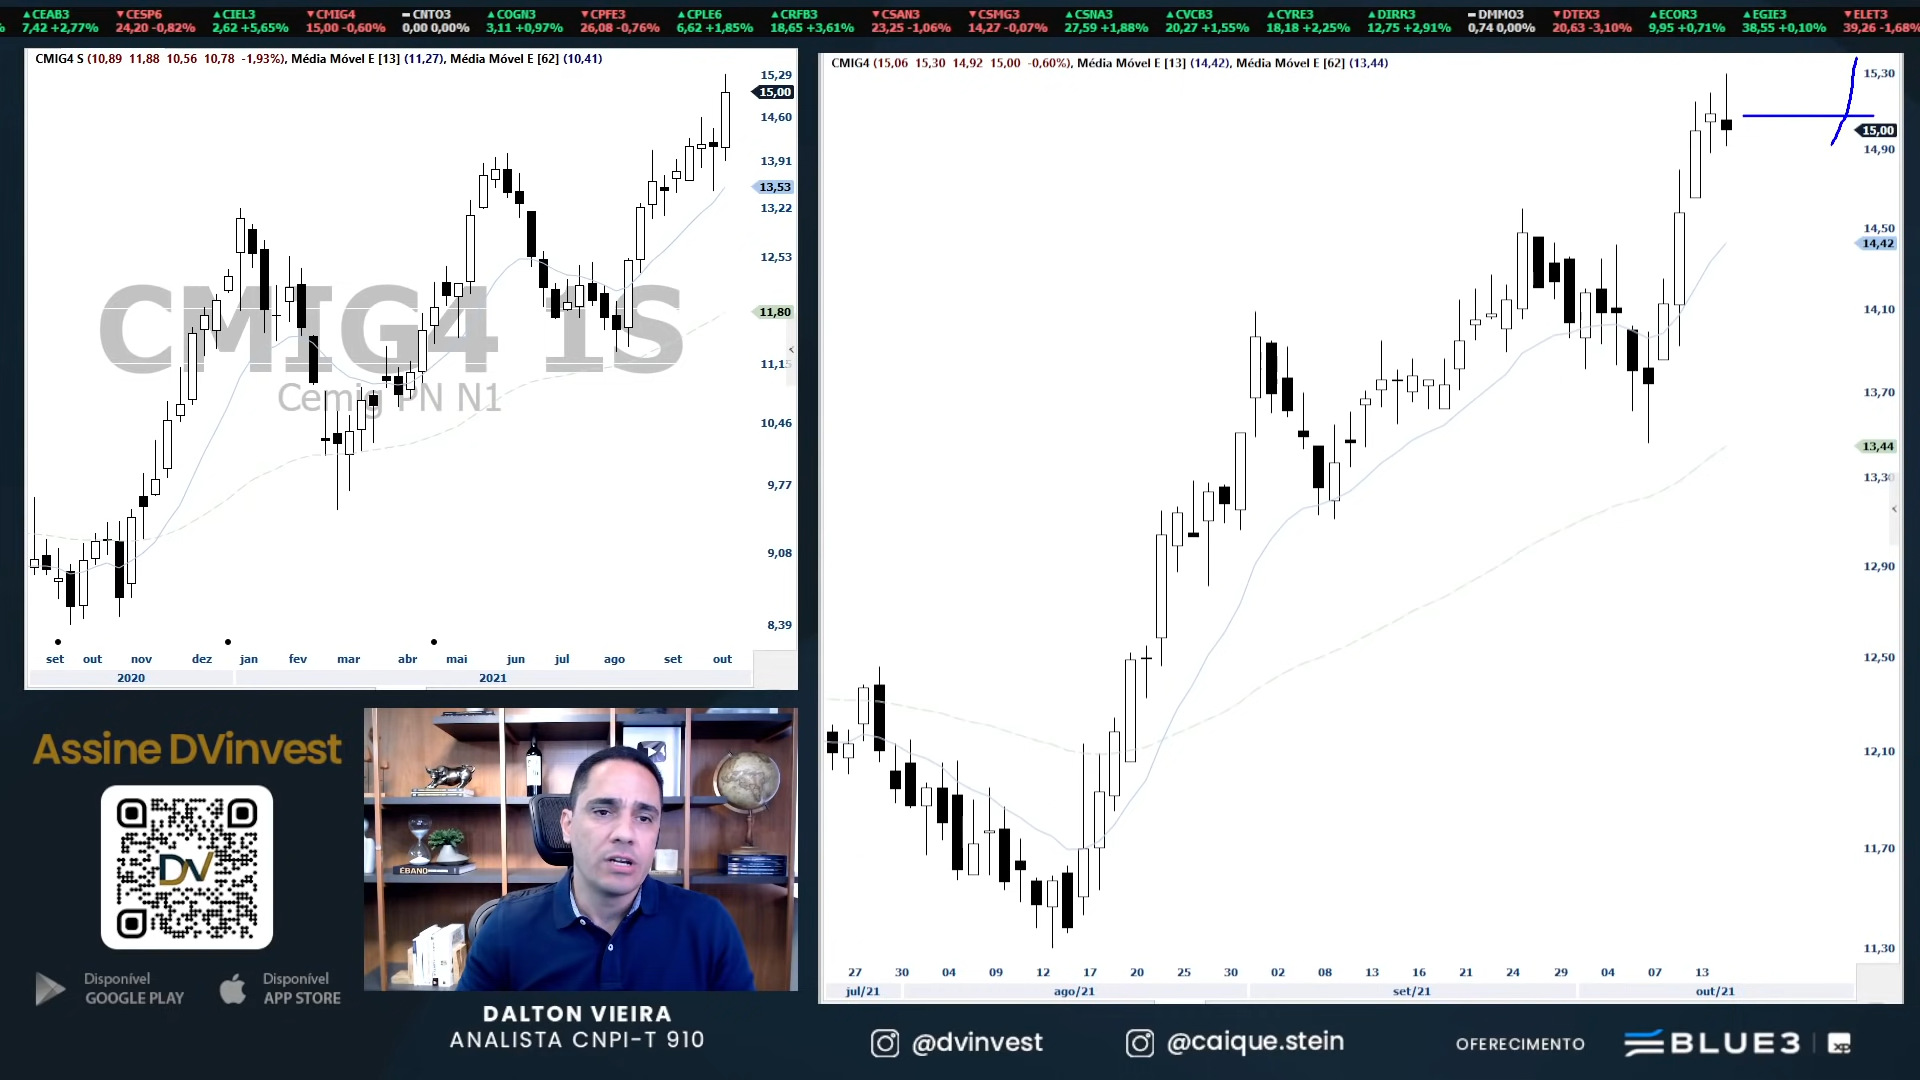 ▲CEAB3 ▼CESP6 ▲CIEL3 ▼CMIG4 CNTO3 ▲COGN3 ▼CPFE3 ▲CPLE6 ▲CRFB3 ▼CSAN3 ▼CSMG3 ▲CSNA3 ▲CVCB3 ▲CYRE3 ▲DIRR3 DMMO3 ▼DTEX3 ▲ECOR3 ▲EGIE3 ▼ELET3
% 7,42 +2,77% 24,20 -0,82% 2,62 +5,65% 15,00 -0,60% 0,00 0,00% 3,11 +0,97% 26,08 -0,76% 6,62 +1,85% 18,65 +3,61% 23,25 -1,06% 14,27 -0,07% 27,59 +1,88% 20,27 +1,55% 18,18 +2,25% 12,75 +2,91% 0,74 0,00% 20,63 -3,10% 9,95 +0,71% 38,55 +0,10% 39,26 -1,68%
CMIG4 S (10,89 11,88 10,56 10,78 -1,93%), Média Móvel E [13] (11,27), Média Móvel E [62] (10,41)
15,29
15,00
14,60
13,91
13,53
13,22
12,53
11,80
11,15
10,46
9,77
9,08
8,39
CMIG4 1S
Cemig PN N1
set out nov dez jan fev mar abr mai jun jul ago set out
2020 2021
CMIG4 (15,06 15,30 14,92 15,00 -0,60%), Média Móvel E [13] (14,42), Média Móvel E [62] (13,44)
15,30
15,00
14,90
14,50
14,42
14,10
13,70
13,44
13,30
12,90
12,50
12,10
11,70
11,30
27 30 04 09 12 17 20 25 30 02 08 13 16 21 24 29 04 07 13
jul/21 ago/21 set/21 out/21
Assine DVinvest
DV
Disponível
GOOGLE PLAY
Disponível
APP STORE
ÉBANO
DALTON VIEIRA
ANALISTA CNPI-T 910
@dvinvest
@caique.stein
OFERECIMENTO
BLUE3
xp